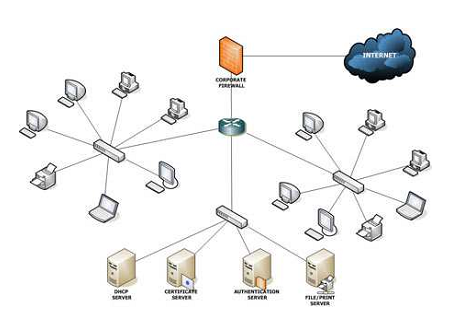 INTERNET
CORPORATE
FIREWALL
DHCP
SERVER
CERTIFICATE
SERVER
AUTHENTICATION
SERVER
FILE/PRINT
SERVER